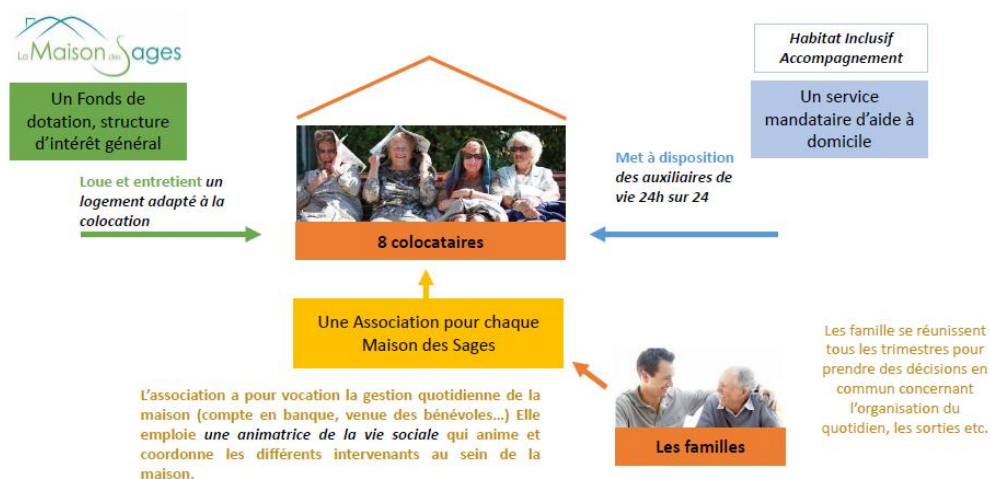 La Maison des Sages
Un Fonds de
dotation, structure
d'intérêt général
Loue et entretient un
logement adapté à la
colocation
8 colocataires
Habitat Inclusif
Accompagnement
Un service
mandataire d'aide à
domicile
Met à disposition
des auxiliaires de
vie 24h sur 24
Une Association pour chaque
Maison des Sages
L'association a pour vocation la gestion quotidienne de la
maison (compte en banque, venue des bénévoles…) Elle
emploie une animatrice de la vie sociale qui anime et
coordonne les différents intervenants au sein de la
maison.
Les familles
Les famille se réunissent
tous les trimestres pour
prendre des décisions en
commun concernant
l'organisation du
quotidien, les sorties etc.